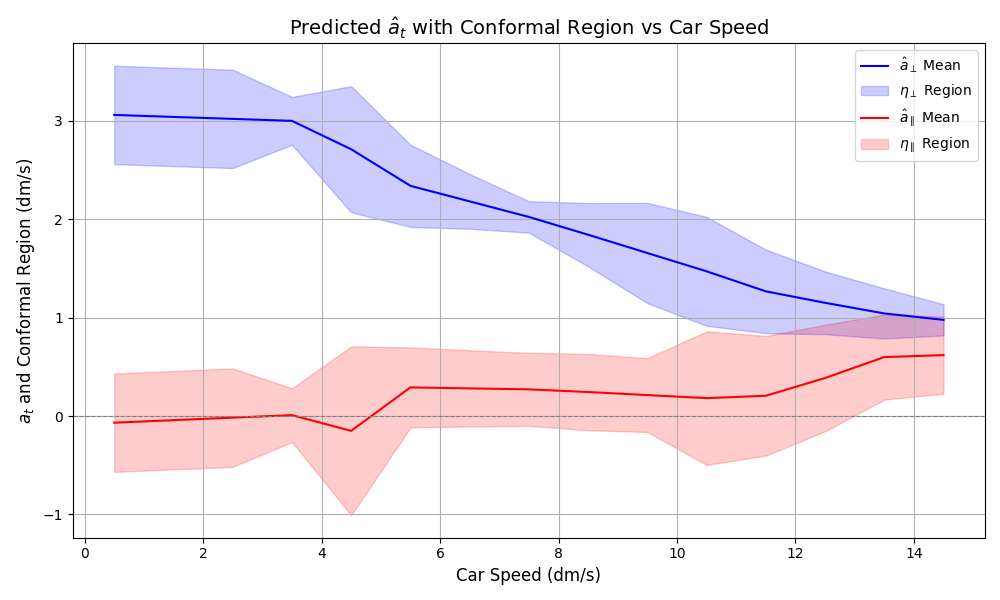 Predicted $\hat{a}_t$ with Conformal Region vs Car Speed
$\hat{a}_\perp$ Mean
$\eta_\perp$ Region
$\hat{a}_\parallel$ Mean
$\eta_\parallel$ Region
$a_t$ and Conformal Region (dm/s)
3
2
1
0
−1
0 2 4 6 8 10 12 14
Car Speed (dm/s)